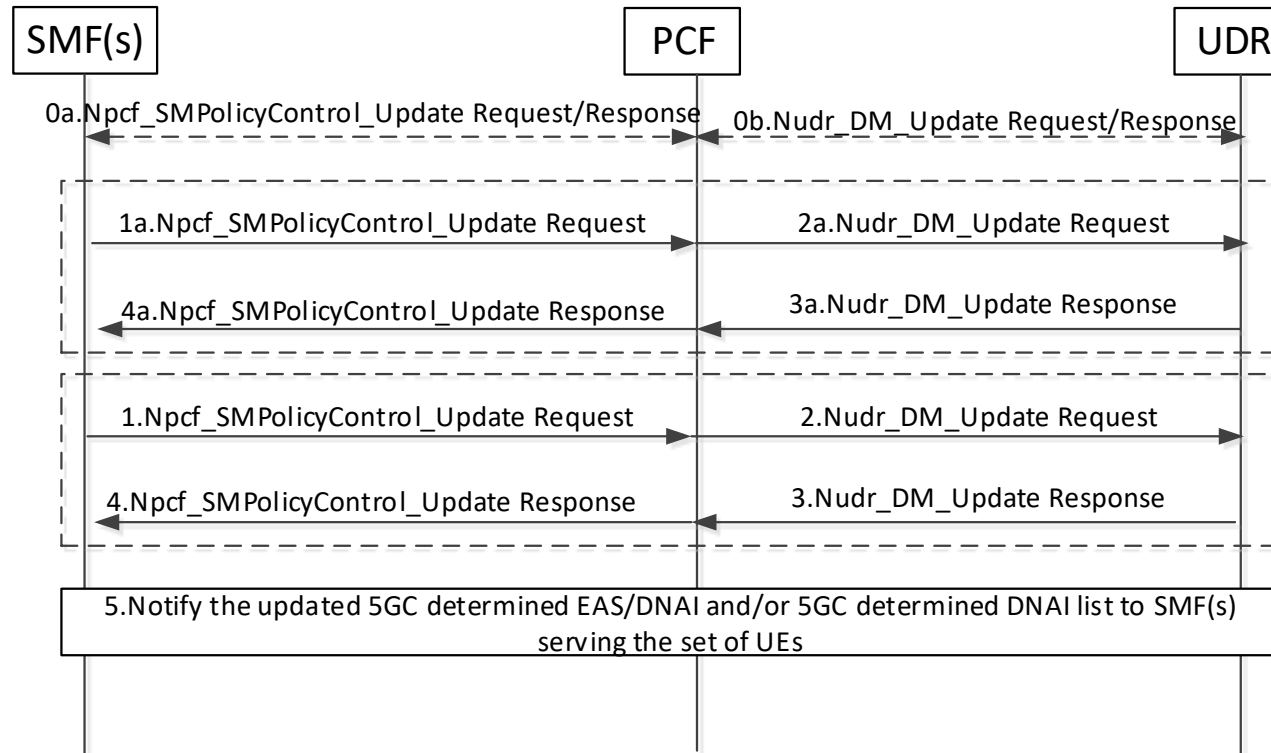 SMF(s)
PCF
UDR
0a.Npcf_SMPolicyControl_Update Request/Response
0b.Nudr_DM_Update Request/Response
1a.Npcf_SMPolicyControl_Update Request
2a.Nudr_DM_Update Request
4a.Npcf_SMPolicyControl_Update Response
3a.Nudr_DM_Update Response
1.Npcf_SMPolicyControl_Update Request
2.Nudr_DM_Update Request
4.Npcf_SMPolicyControl_Update Response
3.Nudr_DM_Update Response
5.Notify the updated 5GC determined EAS/DNAI and/or 5GC determined DNAI list to SMF(s)
serving the set of UEs